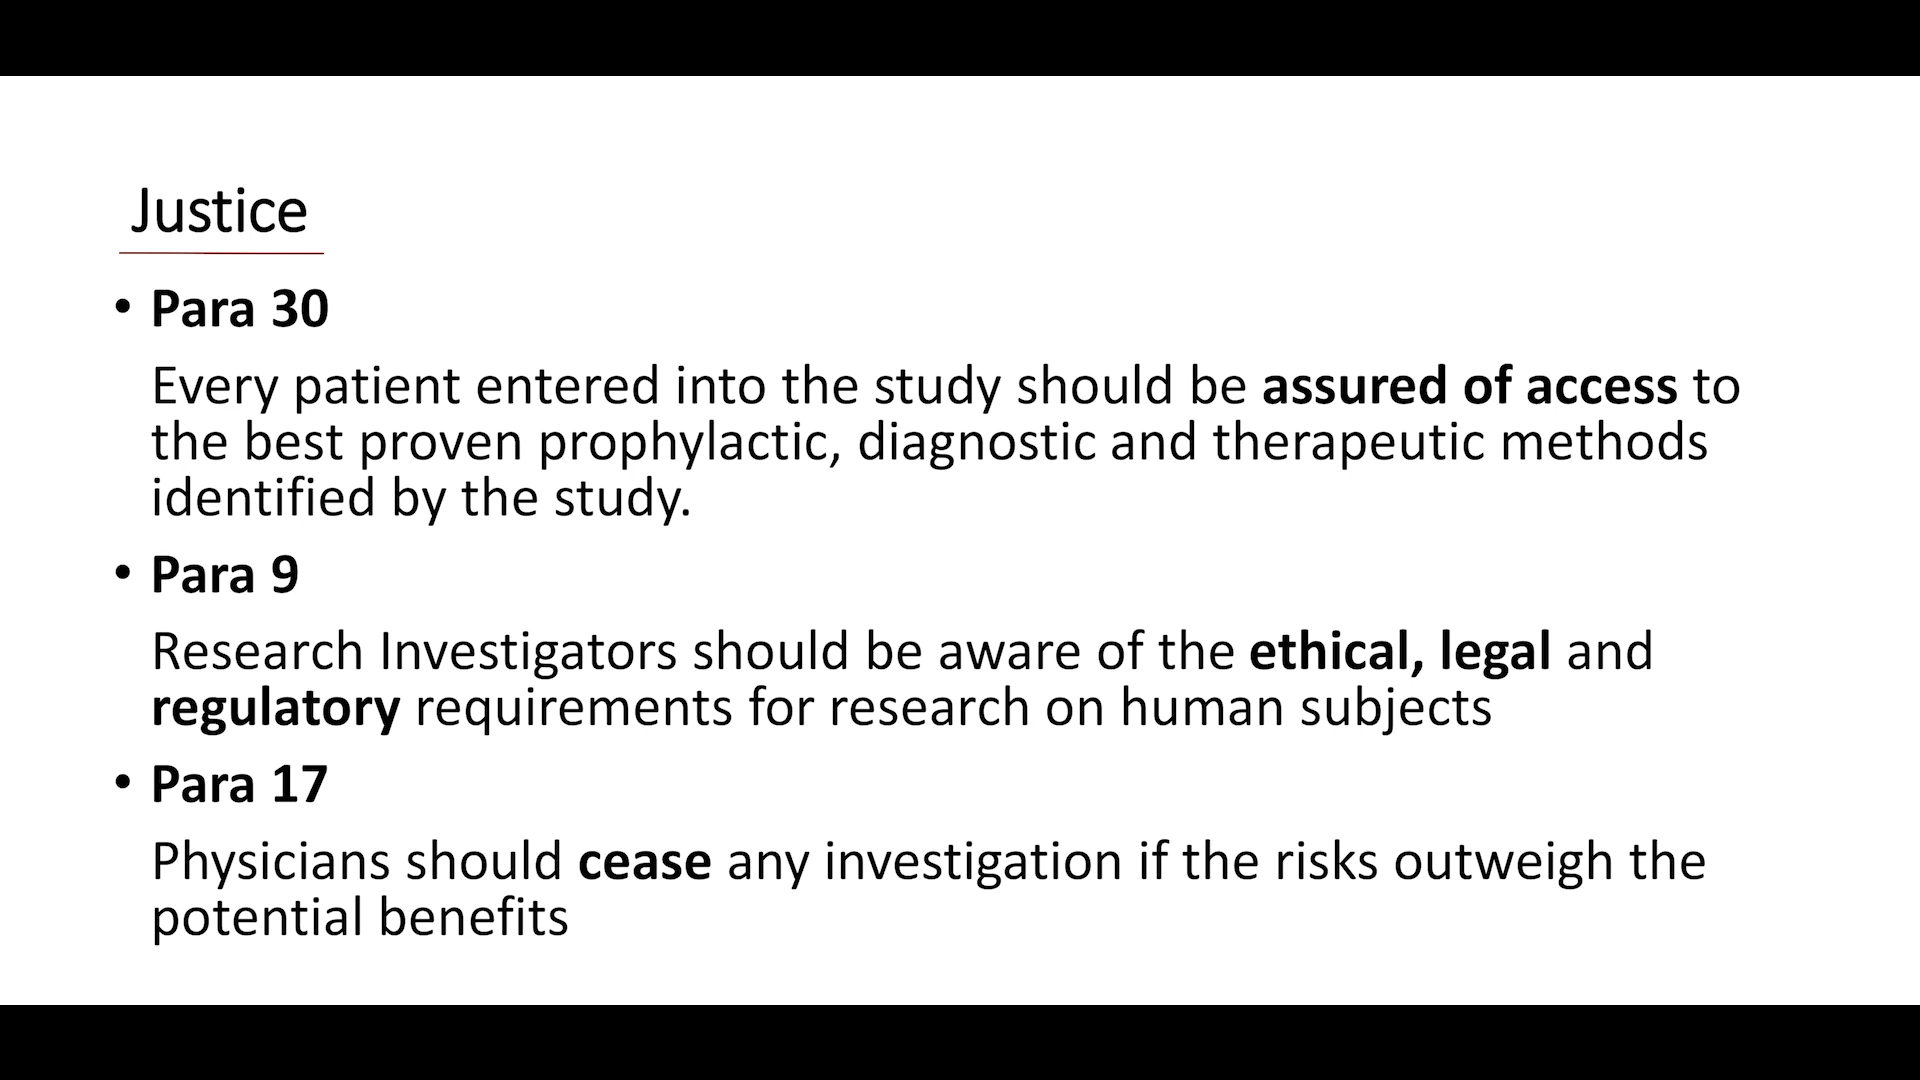 Justice
• Para 30
Every patient entered into the study should be assured of access to
the best proven prophylactic, diagnostic and therapeutic methods
identified by the study.
• Para 9
Research Investigators should be aware of the ethical, legal and
regulatory requirements for research on human subjects
• Para 17
Physicians should cease any investigation if the risks outweigh the
potential benefits